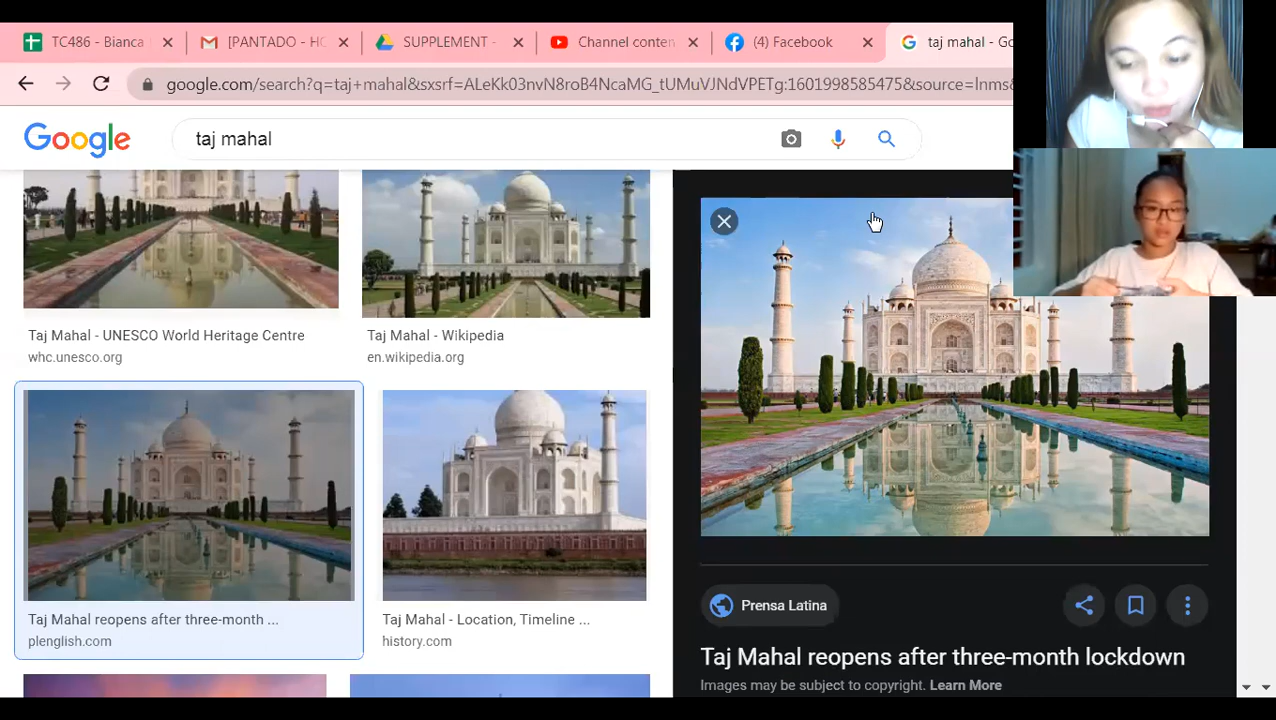 TC486 - Bianca
[PANTADO - HO
SUPPLEMENT -
Channel conten
(4) Facebook
taj mahal - Go
google.com/search?q=taj+mahal&sxsrf=ALeKk03nvN8roB4NcaMG_tUMuVJNdVPETg:1601998585475&source=lnms&
Google
taj mahal
Taj Mahal - UNESCO World Heritage Centre
whc.unesco.org
Taj Mahal - Wikipedia
en.wikipedia.org
Taj Mahal reopens after three-month ...
plenglish.com
Taj Mahal - Location, Timeline ...
history.com
Prensa Latina
Taj Mahal reopens after three-month lockdown
Images may be subject to copyright. Learn More